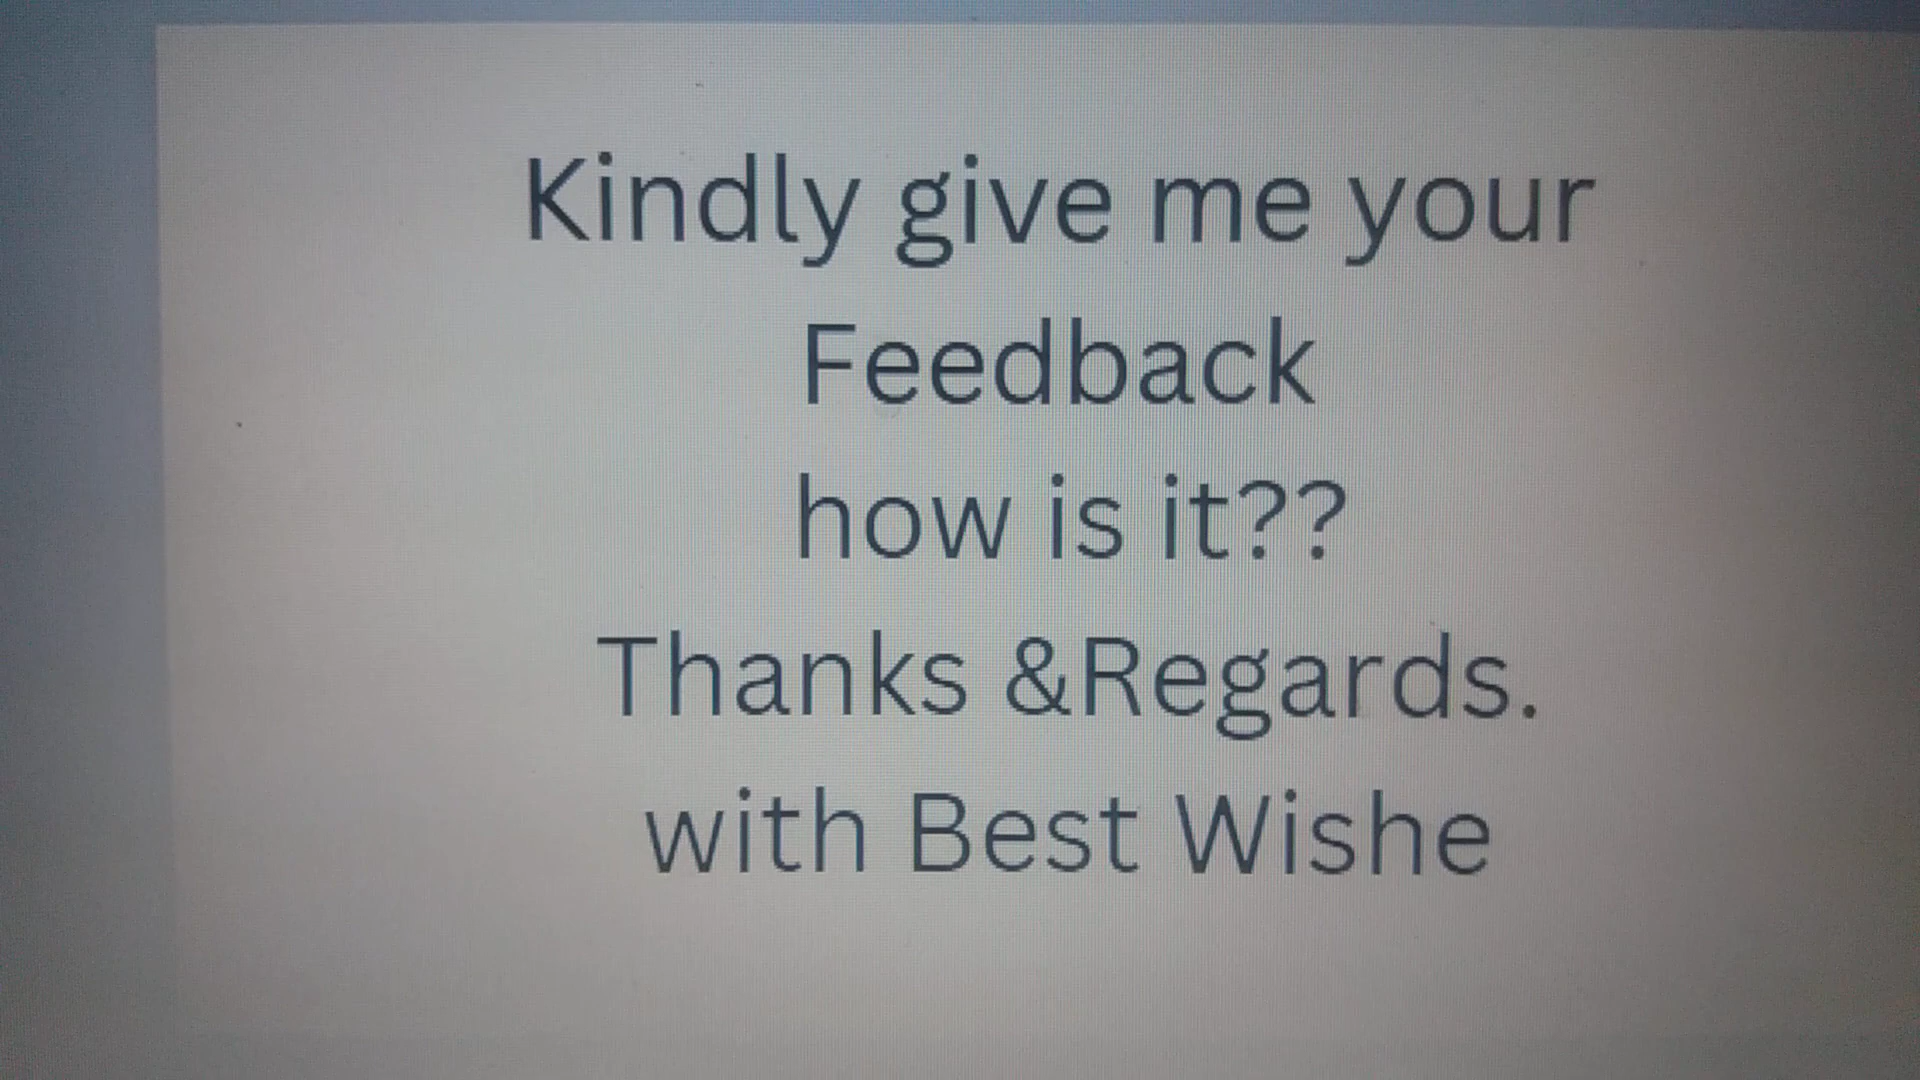 Kindly give me your
Feedback
how is it??
Thanks &Regards.
with Best Wishe